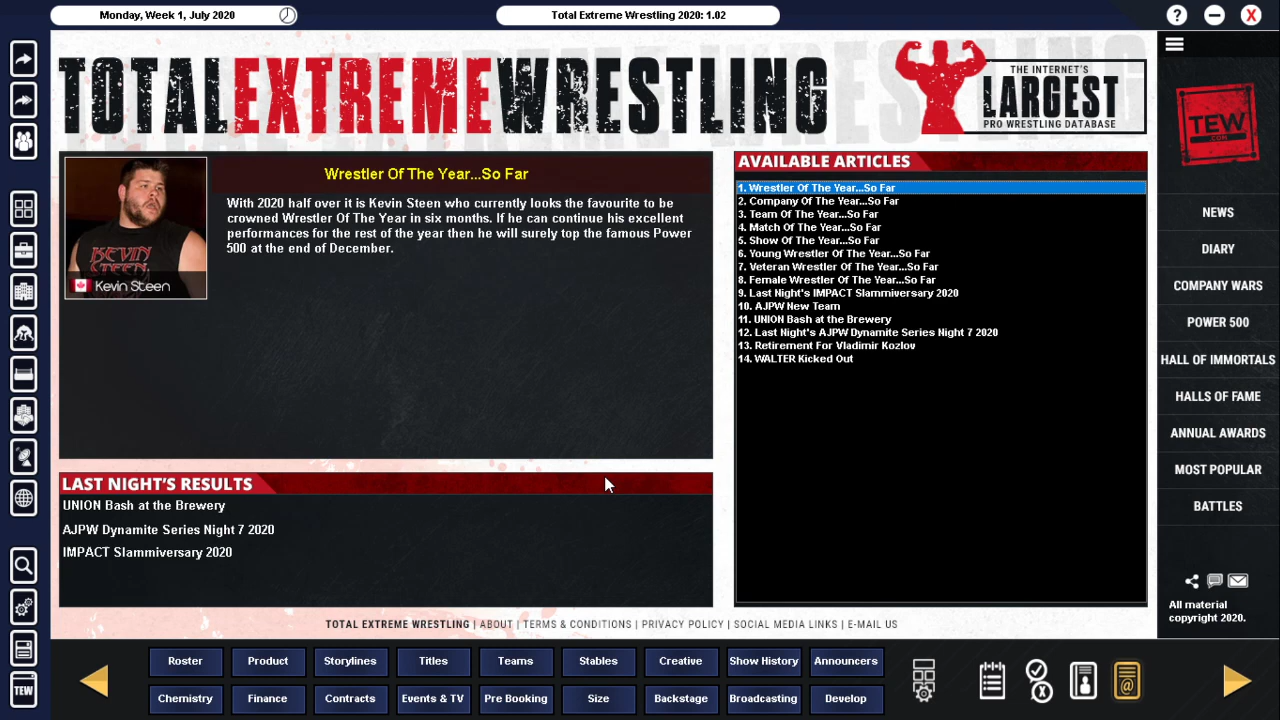 Monday, Week 1, July 2020
Total Extreme Wrestling 2020: 1.02
?
X
TOTALEXTREMEWRESTLING
THE INTERNET'S
LARGEST
PRO WRESTLING DATABASE
TEW
.COM
Wrestler Of The Year...So Far
With 2020 half over it is Kevin Steen who currently looks the favourite to be
crowned Wrestler Of The Year in six months. If he can continue his excellent
performances for the rest of the year then he will surely top the famous Power
500 at the end of December.
KEVIN
STEEN
Kevin Steen
AVAILABLE ARTICLES
1. Wrestler Of The Year...So Far
2. Company Of The Year...So Far
3. Team Of The Year...So Far
4. Match Of The Year...So Far
5. Show Of The Year...So Far
6. Young Wrestler Of The Year...So Far
7. Veteran Wrestler Of The Year...So Far
8. Female Wrestler Of The Year...So Far
9. Last Night's IMPACT Slammiversary 2020
10. AJPW New Team
11. UNION Bash at the Brewery
12. Last Night's AJPW Dynamite Series Night 7 2020
13. Retirement For Vladimir Kozlov
14. WALTER Kicked Out
NEWS
DIARY
COMPANY WARS
POWER 500
HALL OF IMMORTALS
HALLS OF FAME
ANNUAL AWARDS
MOST POPULAR
BATTLES
All material
copyright 2020.
LAST NIGHT'S RESULTS
UNION Bash at the Brewery
AJPW Dynamite Series Night 7 2020
IMPACT Slammiversary 2020
TOTAL EXTREME WRESTLING | ABOUT | TERMS & CONDITIONS | PRIVACY POLICY | SOCIAL MEDIA LINKS | E-MAIL US
Roster Product Storylines Titles Teams Stables Creative Show History Announcers
Chemistry Finance Contracts Events & TV Pre Booking Size Backstage Broadcasting Develop
TEW